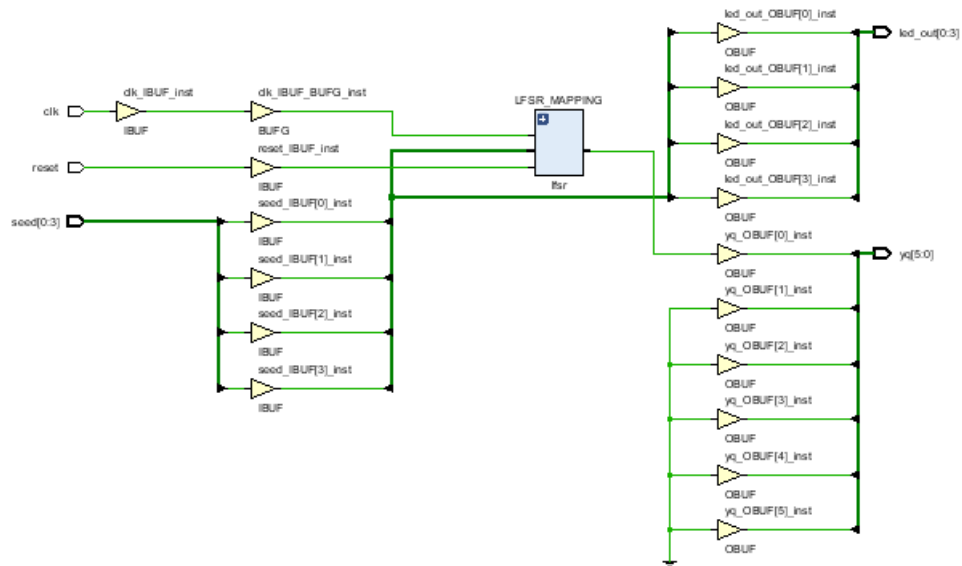 led_out_OBUF[0]_inst
led_out[0:3]
OBUF
led_out_OBUF[1]_inst
clk_IBUF_inst
clk_IBUF_BUFG_inst
LFSR_MAPPING
OBUF
clk
led_out_OBUF[2]_inst
IBUF
BUFG
reset_IBUF_inst
OBUF
reset
led_out_OBUF[3]_inst
IBUF
lfsr
seed_IBUF[0]_inst
OBUF
seed[0:3]
yq_OBUF[0]_inst
IBUF
seed_IBUF[1]_inst
yq[5:0]
OBUF
yq_OBUF[1]_inst
IBUF
seed_IBUF[2]_inst
OBUF
yq_OBUF[2]_inst
IBUF
seed_IBUF[3]_inst
OBUF
yq_OBUF[3]_inst
IBUF
OBUF
yq_OBUF[4]_inst
OBUF
yq_OBUF[5]_inst
OBUF